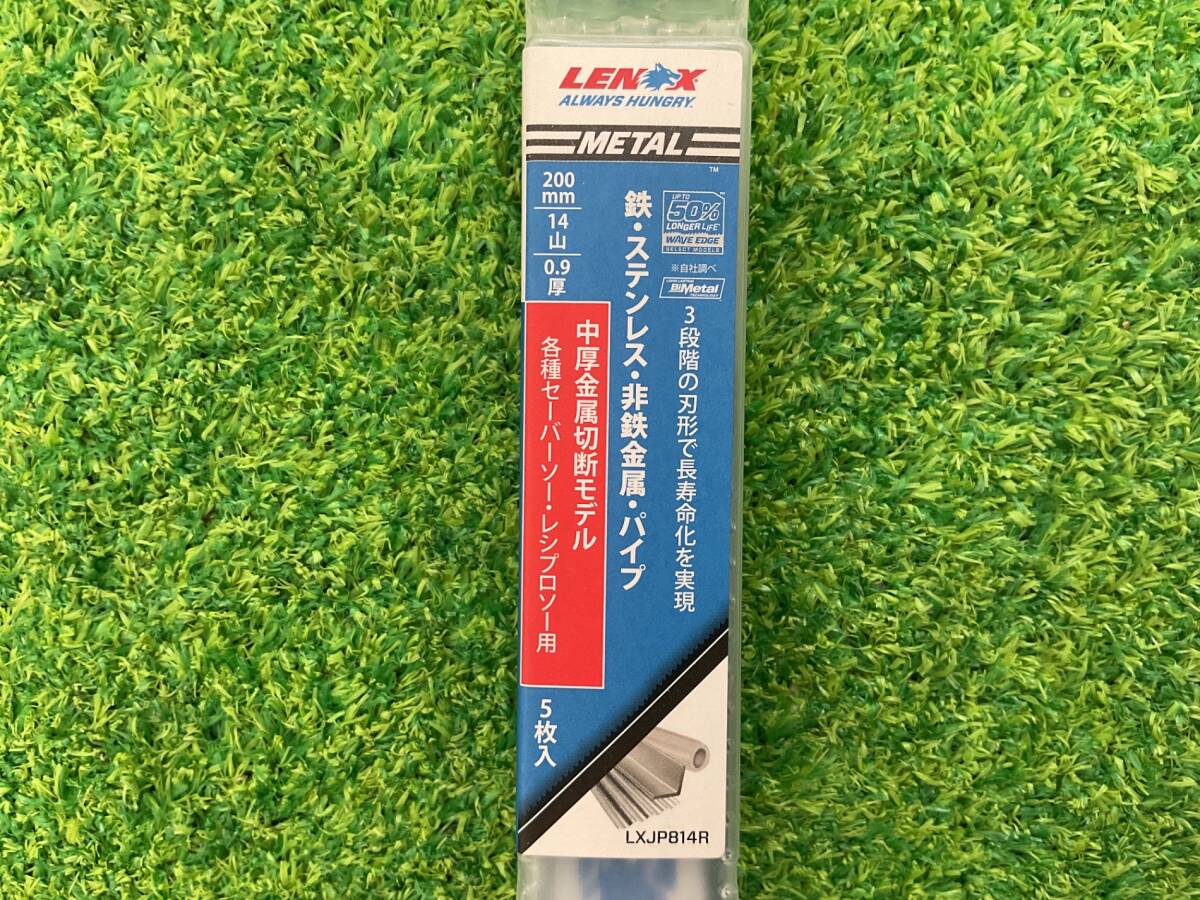 LENOX
ALWAYS HUNGRY.
METAL
TM
200
mm
14
山
0.9
厚
UP TO
50%
LONGER LIFE
WAVE EDGE
SELECT MODELS
※自社調べ
LONG LASTING
BiMetal
TECHNOLOGY
3段階の刃形で長寿命化を実現
鉄・ステンレス・非鉄金属・パイプ
中厚金属切断モデル
各種セーバーソー・レシプロソー用
5枚入
LXJP814R